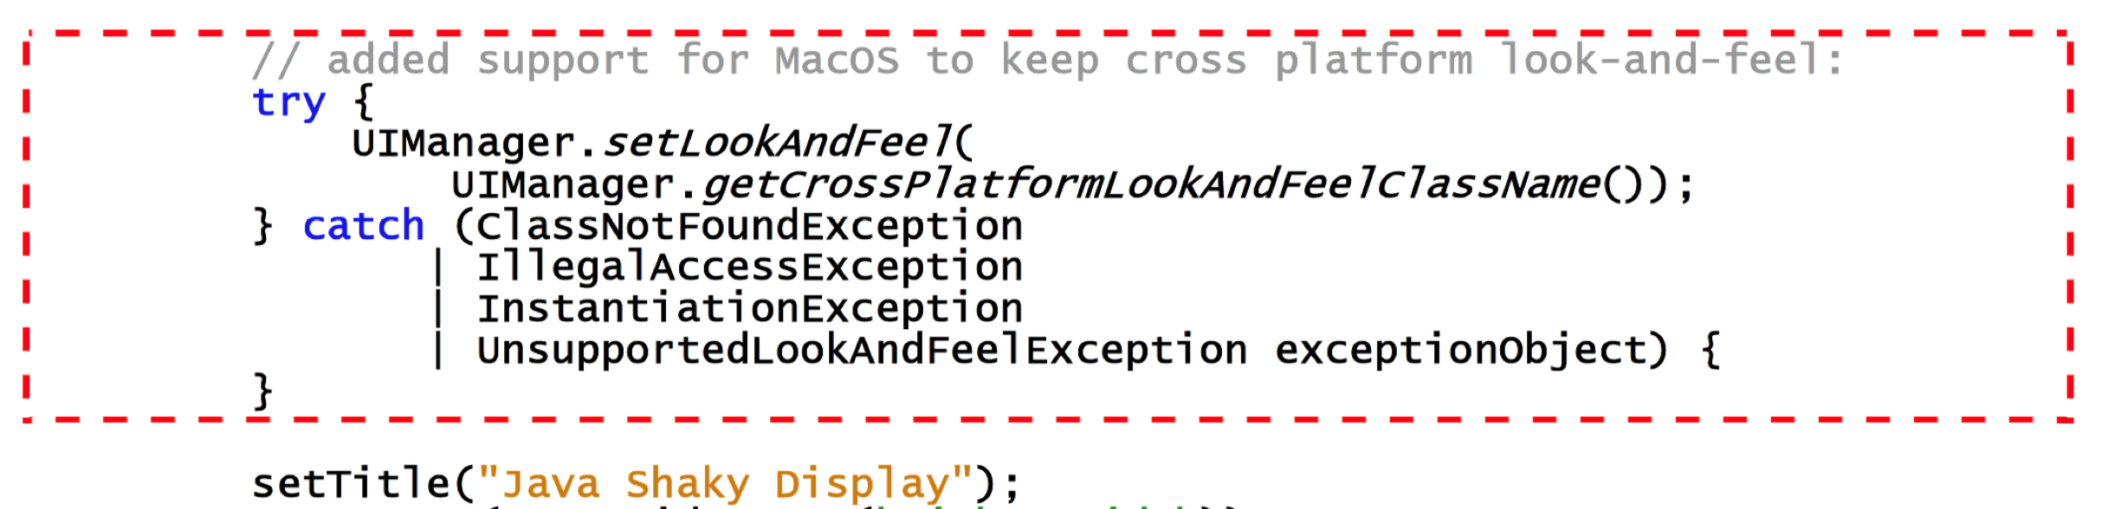 // added support for MacOS to keep cross platform look-and-feel:
try {
UIManager.setLookAndFeel(
UIManager.getCrossPlatformLookAndFeelClassName());
} catch (ClassNotFoundException
| IllegalAccessException
| InstantiationException
| UnsupportedLookAndFeelException exceptionObject) {
}
setTitle("Java Shaky Display");